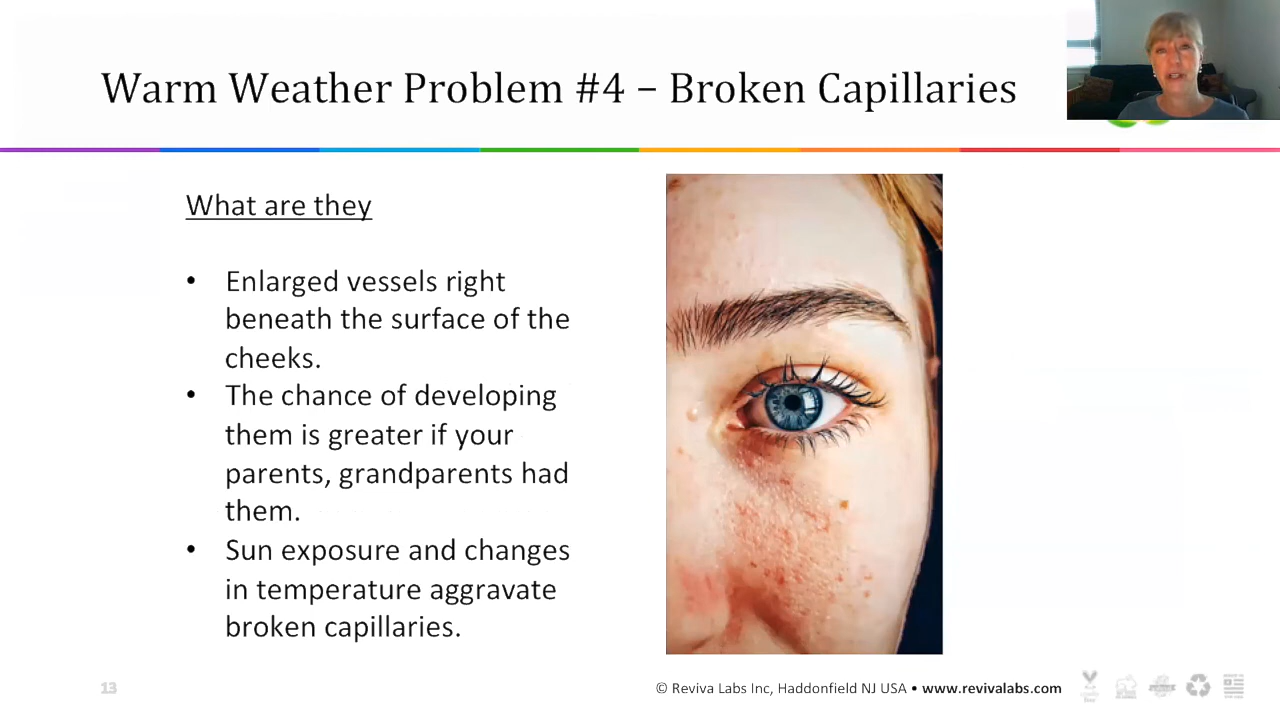 Warm Weather Problem #4 – Broken Capillaries
What are they
• Enlarged vessels right
beneath the surface of the
cheeks.
• The chance of developing
them is greater if your
parents, grandparents had
them.
• Sun exposure and changes
in temperature aggravate
broken capillaries.
13
© Reviva Labs Inc, Haddonfield NJ USA • www.revivalabs.com